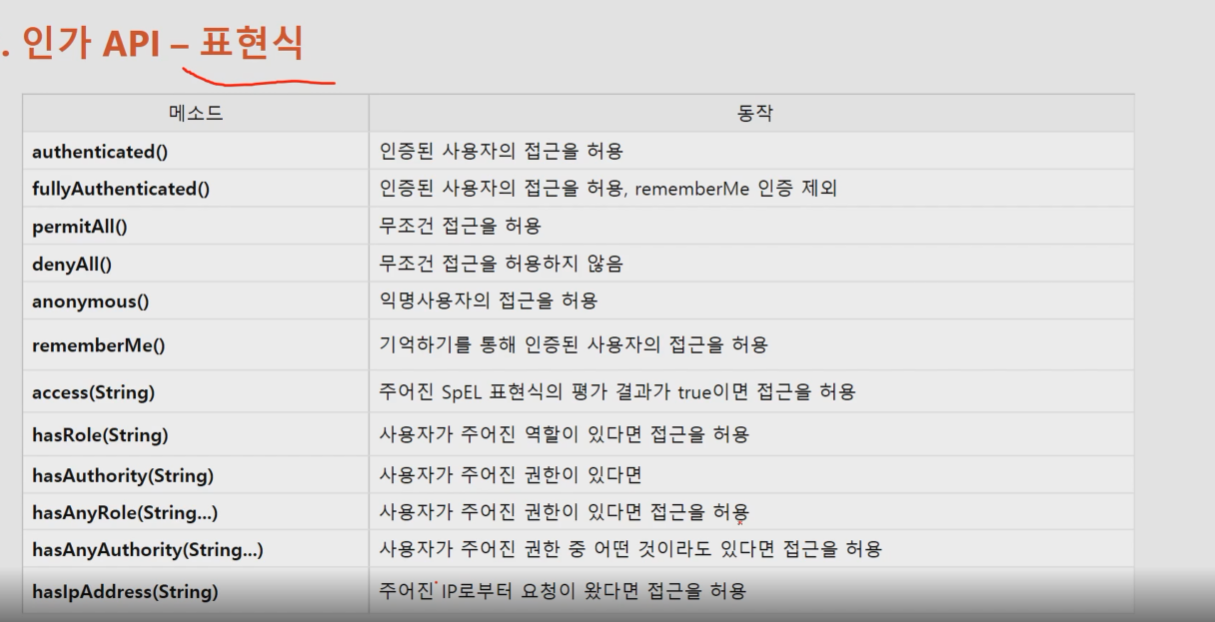 . 인가 API – 표현식
메소드 동작
authenticated() 인증된 사용자의 접근을 허용
fullyAuthenticated() 인증된 사용자의 접근을 허용, rememberMe 인증 제외
permitAll() 무조건 접근을 허용
denyAll() 무조건 접근을 허용하지 않음
anonymous() 익명사용자의 접근을 허용
rememberMe() 기억하기를 통해 인증된 사용자의 접근을 허용
access(String) 주어진 SpEL 표현식의 평가 결과가 true이면 접근을 허용
hasRole(String) 사용자가 주어진 역할이 있다면 접근을 허용
hasAuthority(String) 사용자가 주어진 권한이 있다면
hasAnyRole(String...) 사용자가 주어진 권한이 있다면 접근을 허용
hasAnyAuthority(String...) 사용자가 주어진 권한 중 어떤 것이라도 있다면 접근을 허용
hasIpAddress(String) 주어진 IP로부터 요청이 왔다면 접근을 허용